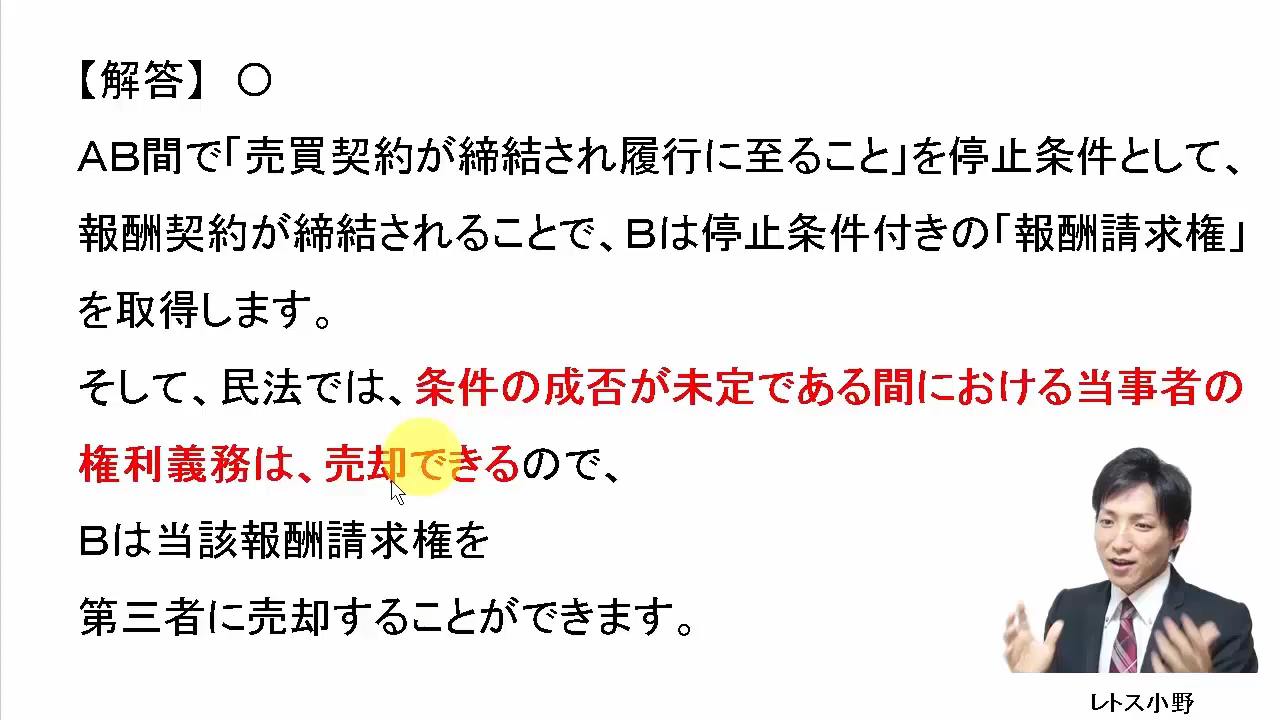 【解答】 ○
AB間で「売買契約が締結され履行に至ること」を停止条件として、
報酬契約が締結されることで、Bは停止条件付きの「報酬請求権」
を取得します。
そして、民法では、条件の成否が未定である間における当事者の
権利義務は、売却できるので、
Bは当該報酬請求権を
第三者に売却することができます。
レトス小野